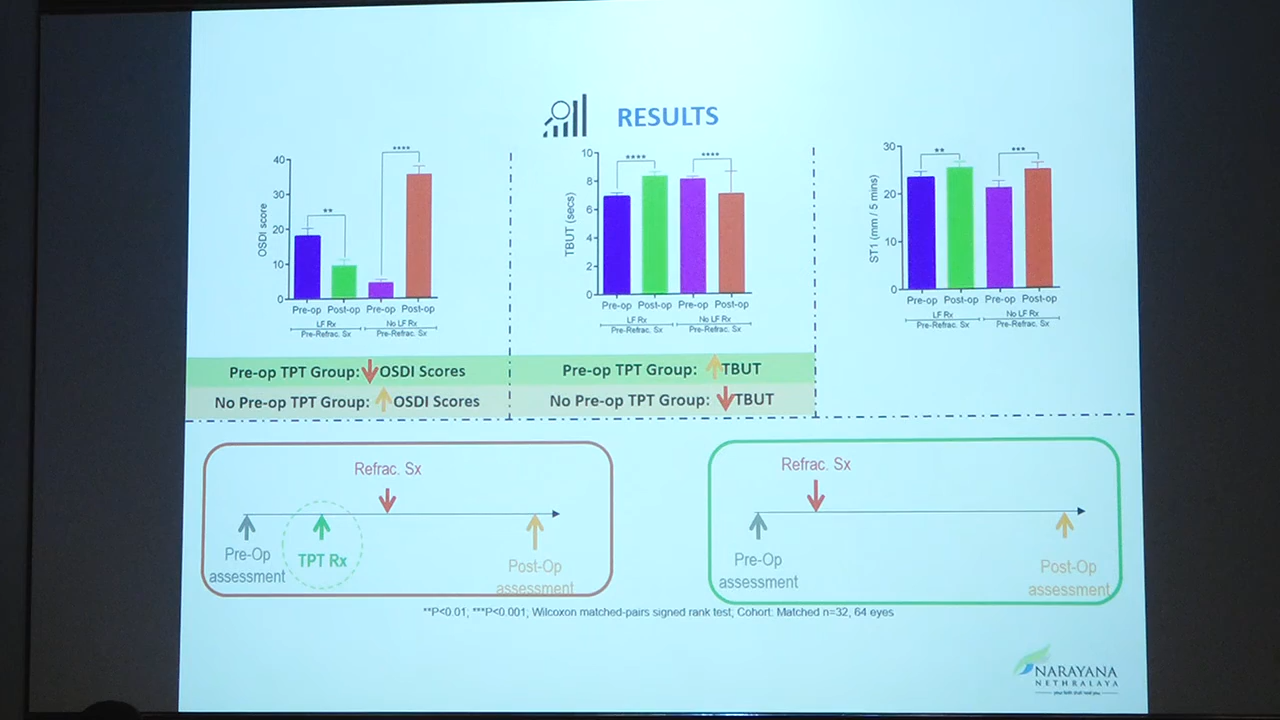 RESULTS
OSDI score
40
30
20
10
0
**
****
Pre-op Post-op Pre-op Post-op
LF Rx No LF Rx
Pre-Refrac. Sx Pre-Refrac. Sx
TBUT (secs)
10
8
6
4
2
0
**** ****
Pre-op Post-op Pre-op Post-op
LF Rx No LF Rx
Pre-Refrac. Sx Pre-Refrac. Sx
ST1 (mm / 5 mins)
30
20
10
0
** ***
Pre-op Post-op Pre-op Post-op
LF Rx No LF Rx
Pre-Refrac. Sx Pre-Refrac. Sx
Pre-op TPT Group: OSDI Scores
No Pre-op TPT Group: OSDI Scores
Pre-op TPT Group: TBUT
No Pre-op TPT Group: TBUT
Refrac. Sx
Pre-Op
assessment
TPT Rx
Post-Op
assessment
Refrac. Sx
Pre-Op
assessment
Post-Op
assessment
**P<0.01, ***P<0.001; Wilcoxon matched-pairs signed rank test; Cohort: Matched n=32, 64 eyes
NARAYANA
NETHRALAYA